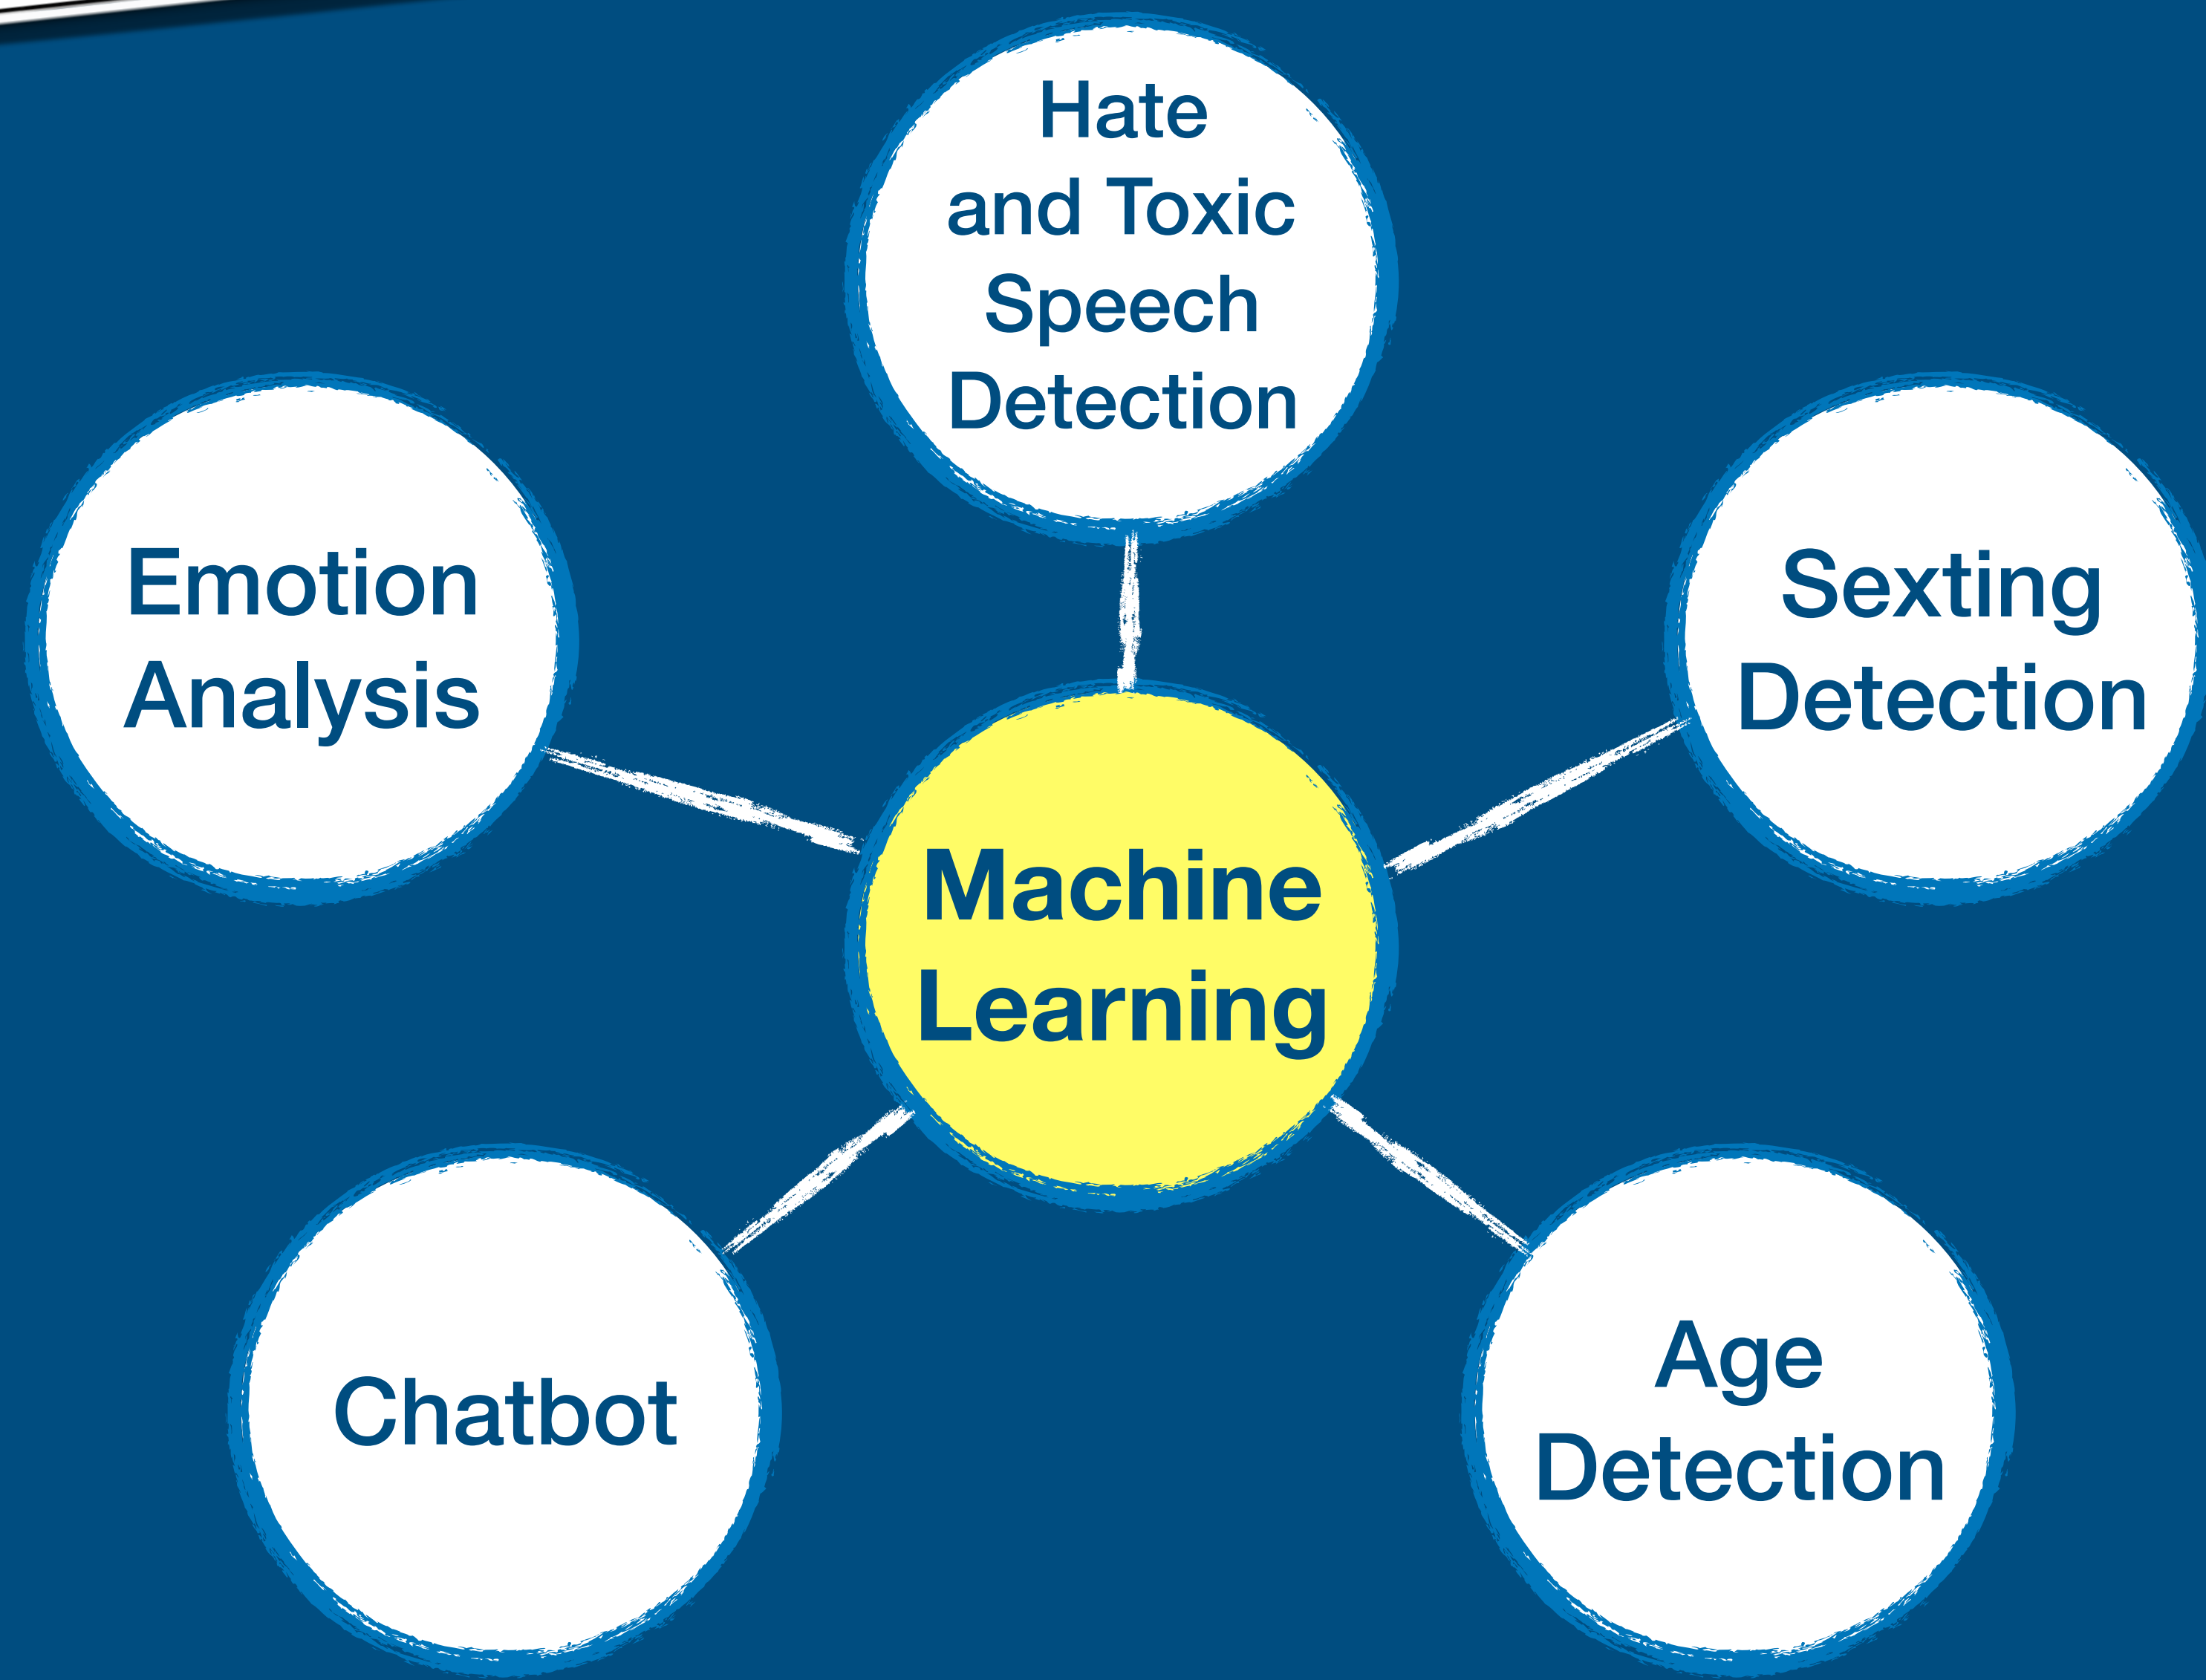 Hate
and Toxic
Speech
Detection
Emotion
Analysis
Sexting
Detection
Machine
Learning
Chatbot
Age
Detection